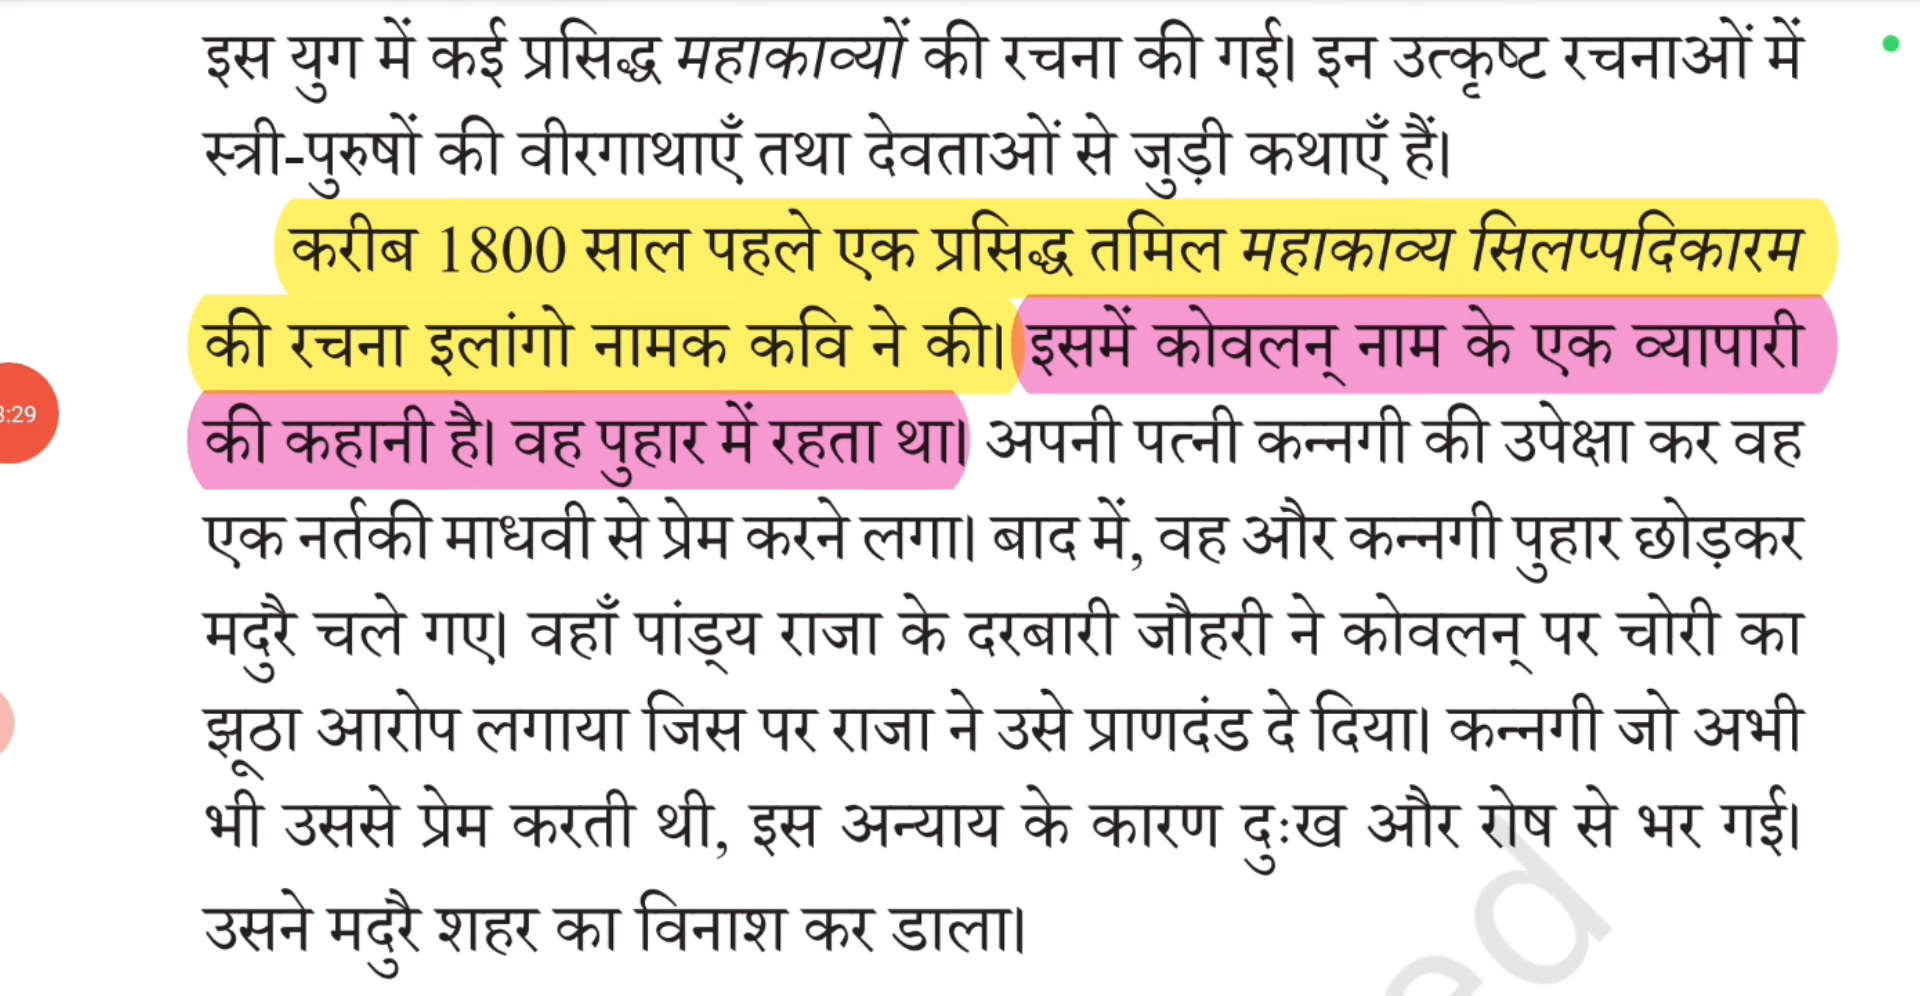 इस युग में कई प्रसिद्ध महाकाव्यों की रचना की गई। इन उत्कृष्ट रचनाओं में
स्त्री-पुरुषों की वीरगाथाएँ तथा देवताओं से जुड़ी कथाएँ हैं।
करीब 1800 साल पहले एक प्रसिद्ध तमिल महाकाव्य सिलप्पदिकारम
की रचना इलांगो नामक कवि ने की। इसमें कोवलन् नाम के एक व्यापारी
की कहानी है। वह पुहार में रहता था। अपनी पत्नी कन्नगी की उपेक्षा कर वह
एक नर्तकी माधवी से प्रेम करने लगा। बाद में, वह और कन्नगी पुहार छोड़कर
मदुरै चले गए। वहाँ पांड्य राजा के दरबारी जौहरी ने कोवलन् पर चोरी का
झूठा आरोप लगाया जिस पर राजा ने उसे प्राणदंड दे दिया। कन्नगी जो अभी
भी उससे प्रेम करती थी, इस अन्याय के कारण दुःख और रोष से भर गई।
उसने मदुरै शहर का विनाश कर डाला।